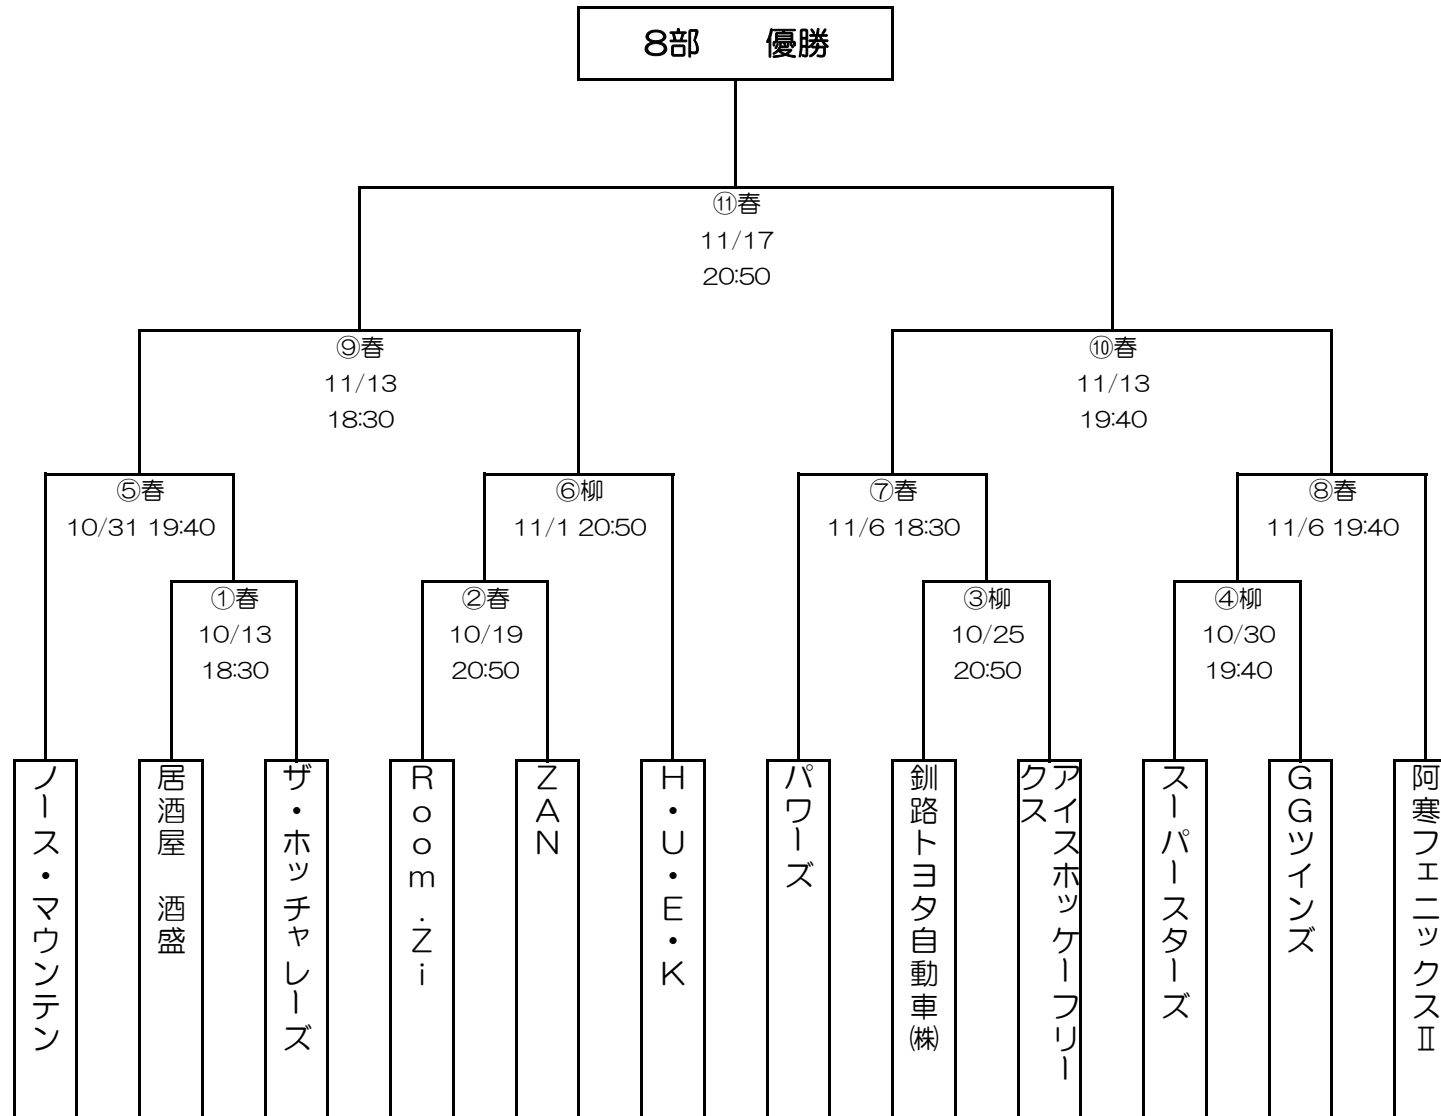 8部 優勝
⑪春
11/17
20:50
⑨春
11/13
18:30
⑩春
11/13
19:40
⑤春
10/31 19:40
⑥柳
11/1 20:50
⑦春
11/6 18:30
⑧春
11/6 19:40
①春
10/13
18:30
②春
10/19
20:50
③柳
10/25
20:50
④柳
10/30
19:40
ノース・マウンテン
居酒屋 酒盛
ザ・ホッチャレーズ
Room.Zi
ZAN
H・U・E・K
パワーズ
釧路トヨタ自動車㈱
アイスホッケーフリー
クス
スーパースターズ
GGツインズ
阿寒フェニックスⅡ